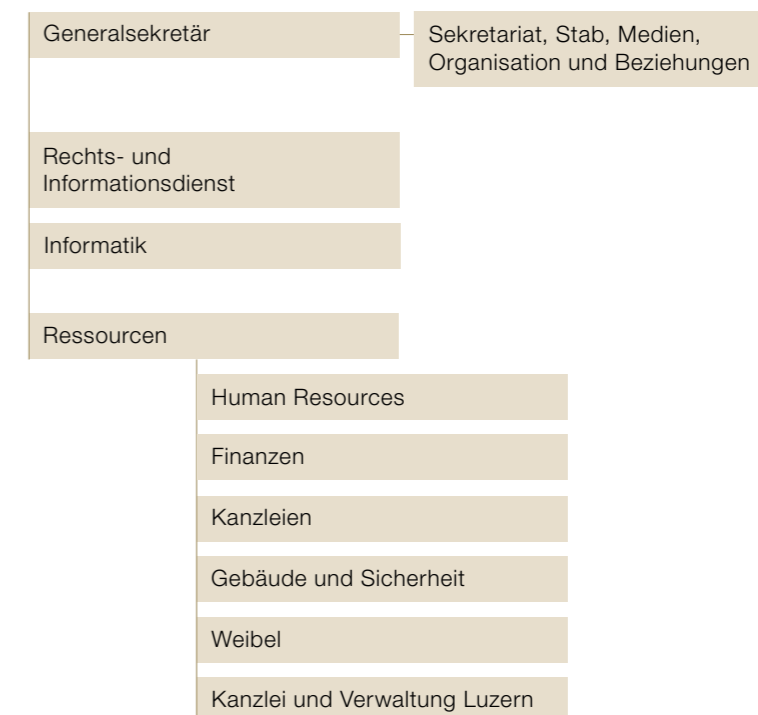 Generalsekretär
Sekretariat, Stab, Medien,
Organisation und Beziehungen
Rechts- und
Informationsdienst
Informatik
Ressourcen
Human Resources
Finanzen
Kanzleien
Gebäude und Sicherheit
Weibel
Kanzlei und Verwaltung Luzern